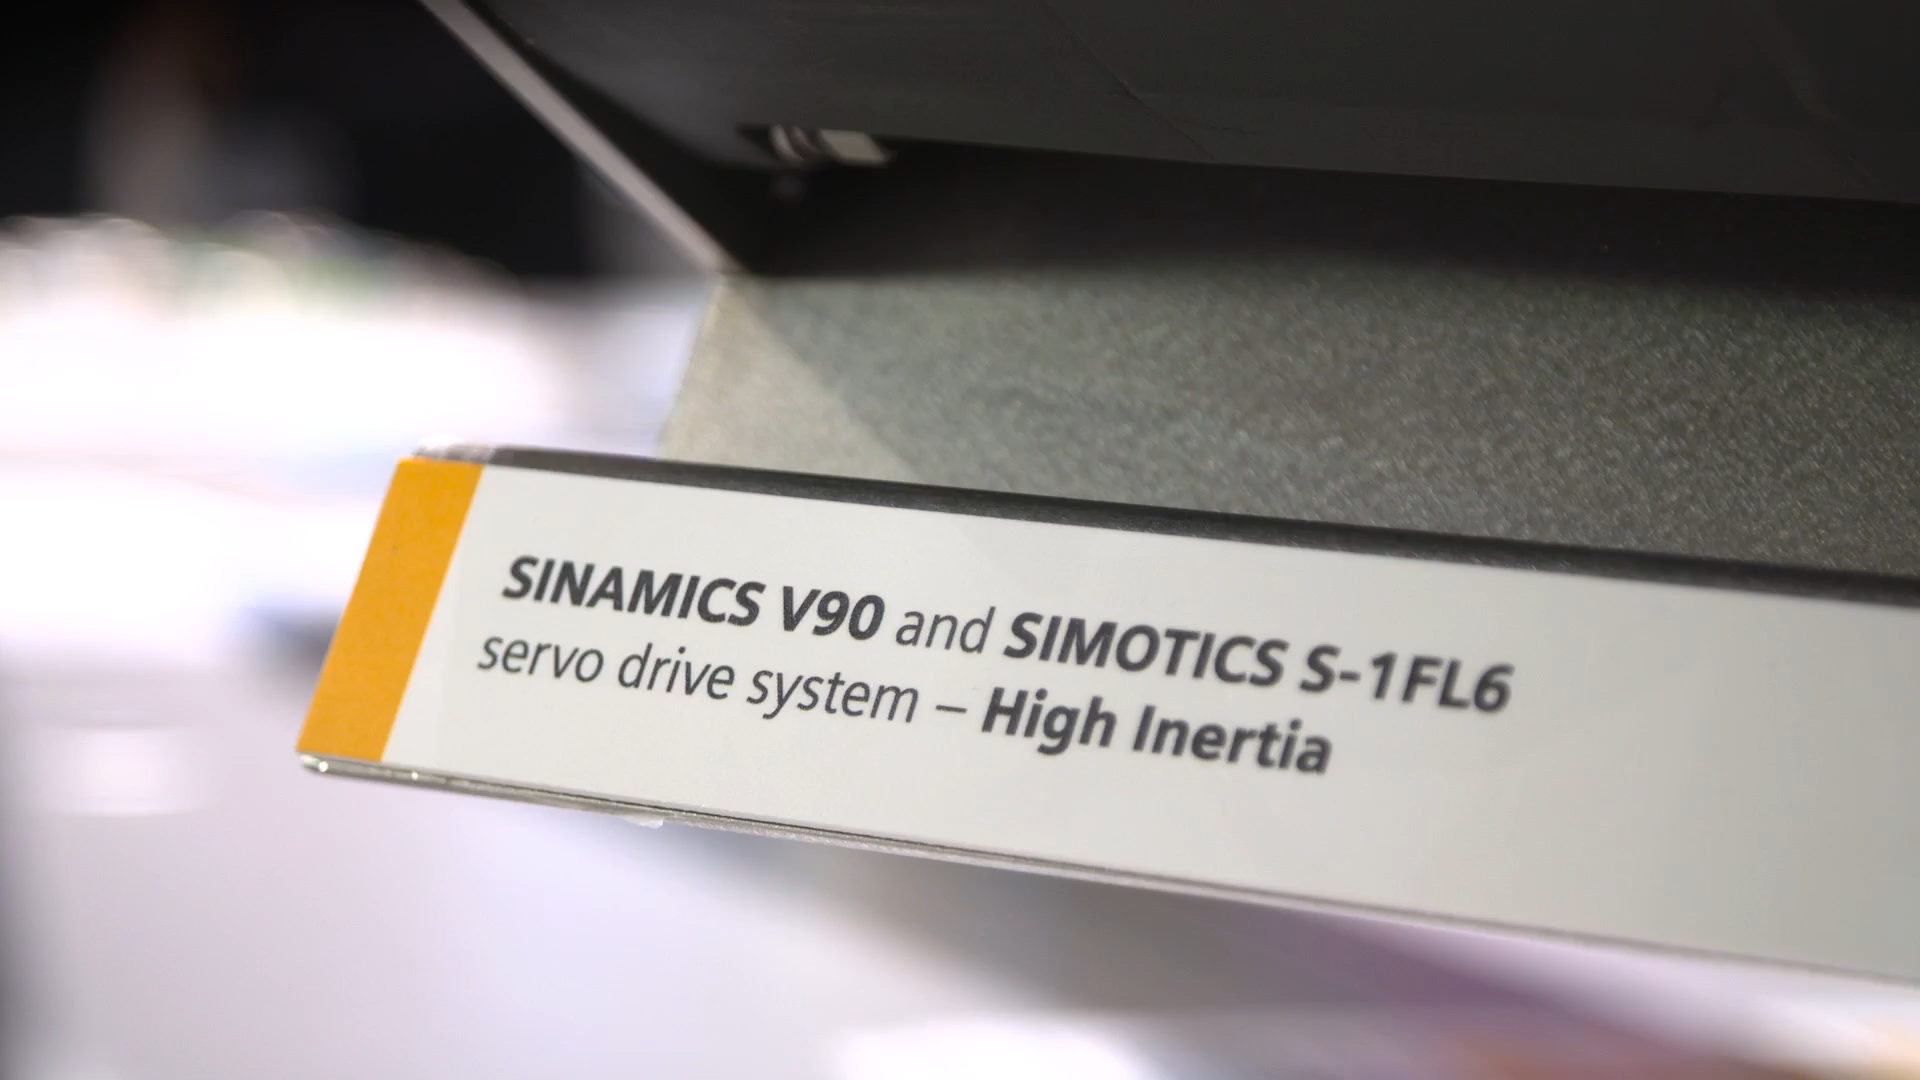 SINAMICS V90 and SIMOTICS S-1FL6
servo drive system – High Inertia